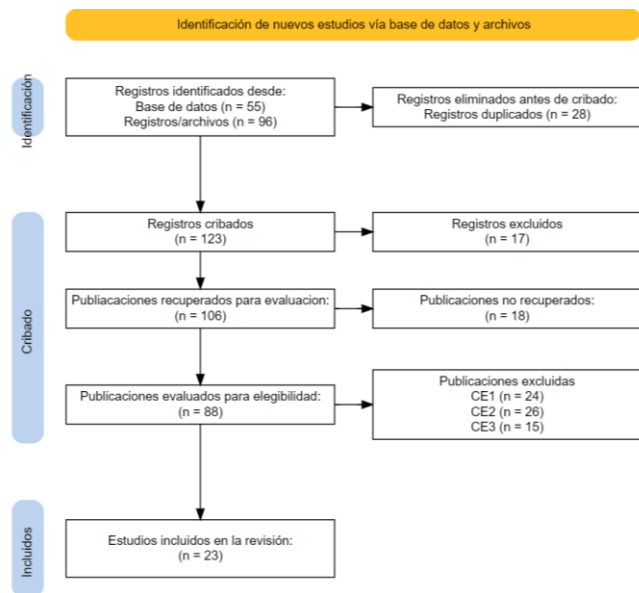 Identificación de nuevos estudios vía base de datos y archivos
Identificación
Registros identificados desde:
Base de datos (n = 55)
Registros/archivos (n = 96)
Registros eliminados antes de cribado:
Registros duplicados (n = 28)
Cribado
Registros cribados
(n = 123)
Registros excluidos
(n = 17)
Publiacaciones recuperados para evaluacion:
(n = 106)
Publicaciones no recuperados:
(n = 18)
Publicaciones evaluados para elegibilidad:
(n = 88)
Publicaciones excluidas
CE1 (n = 24)
CE2 (n = 26)
CE3 (n = 15)
Incluidos
Estudios incluidos en la revisión:
(n = 23)